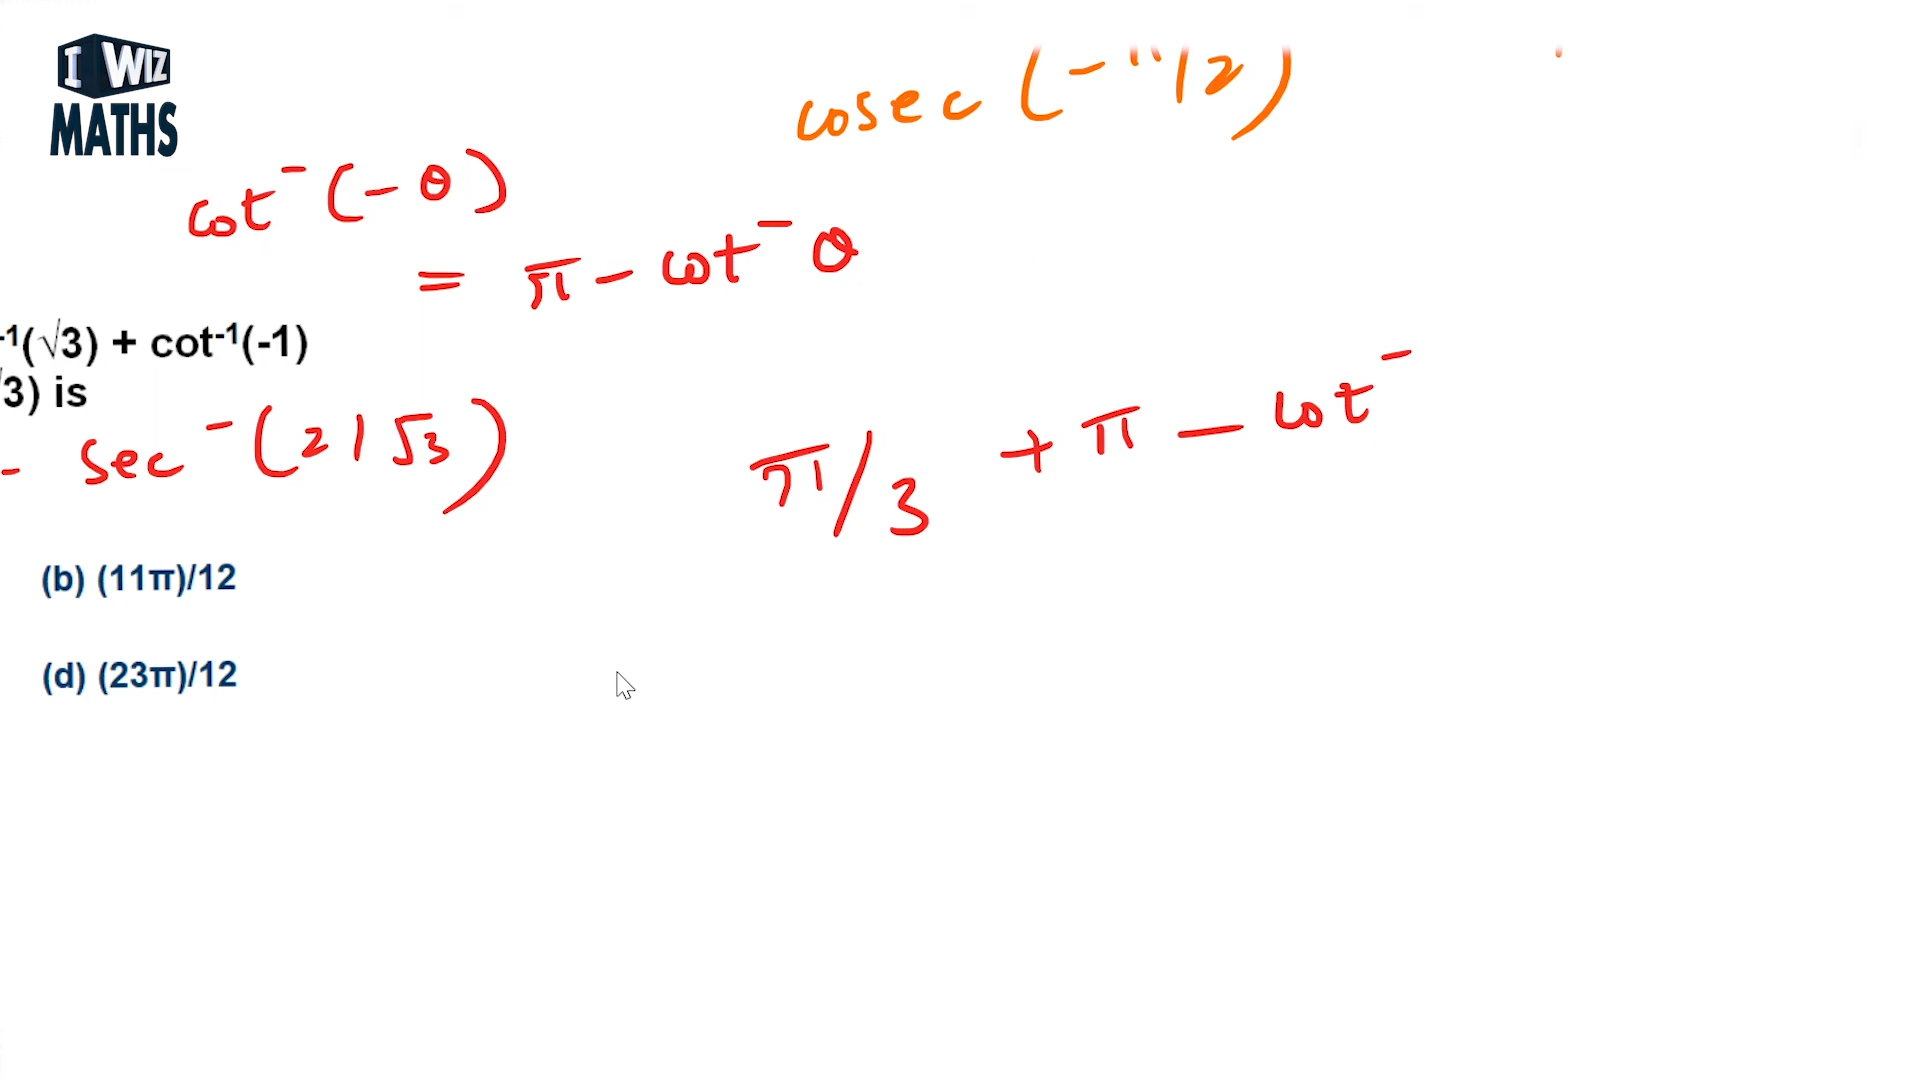 I WIZ
MATHS
cosec (-π/2)
cot⁻(-θ)
= π - cot⁻ θ
-1(√3) + cot-1(-1)
3) is
- sec⁻(2/√3)
π/3 + π - cot⁻
(b) (11π)/12
(d) (23π)/12